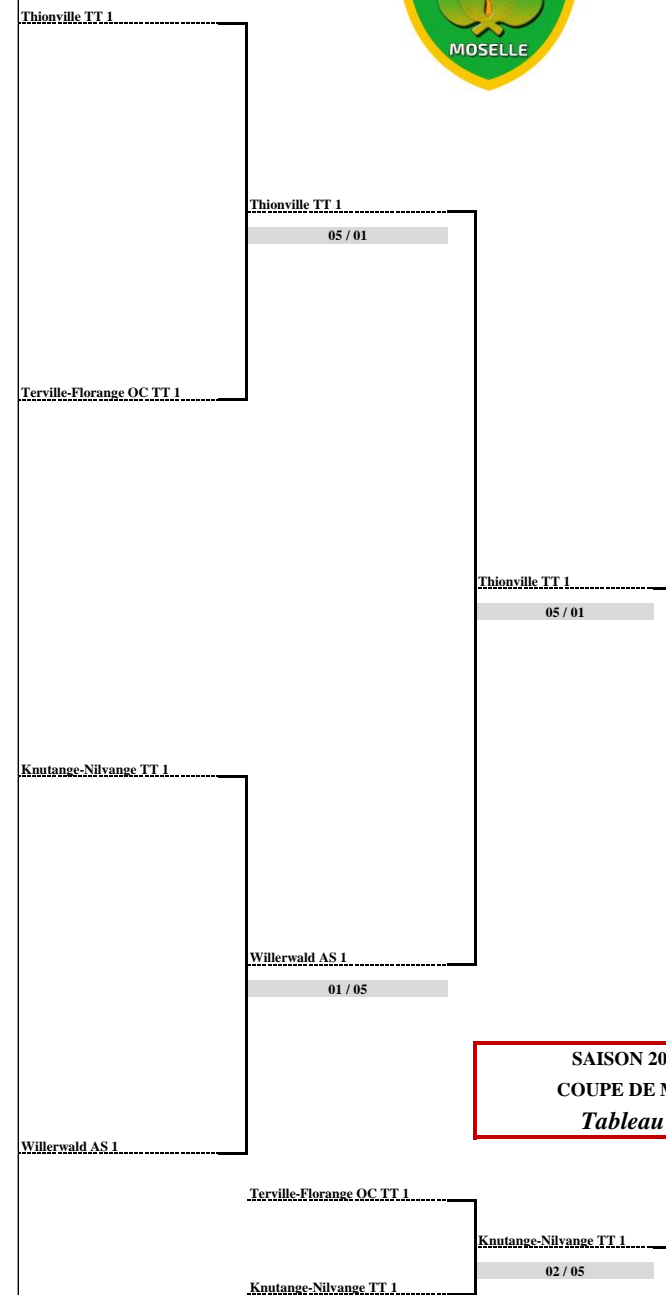 Thionville TT 1
MOSELLE
Thionville TT 1
05 / 01
Terville-Florange OC TT 1
Thionville TT 1
05 / 01
Knutange-Nilvange TT 1
Willerwald AS 1
01 / 05
SAISON 20
COUPE DE M
Tableau
Willerwald AS 1
Terville-Florange OC TT 1
Knutange-Nilvange TT 1
02 / 05
Knutange-Nilvange TT 1